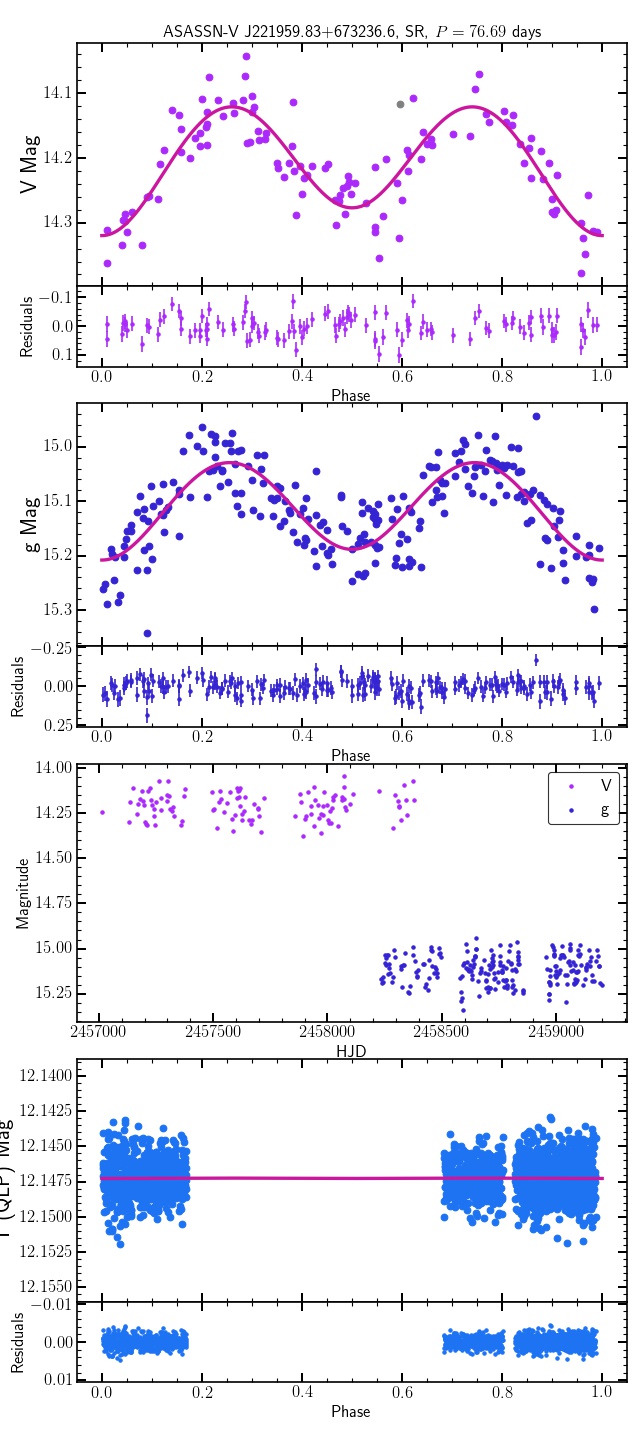 ASASSN-V J221959.83+673236.6, SR, P = 76.69 days
V Mag
14.1
14.2
14.3
Residuals
−0.1
0.0
0.1
0.0 0.2 0.4 0.6 0.8 1.0
Phase
g Mag
15.0
15.1
15.2
15.3
Residuals
−0.25
0.00
0.25
0.0 0.2 0.4 0.6 0.8 1.0
Phase
Magnitude
14.00
14.25
14.50
14.75
15.00
15.25
V
g
2457000 2457500 2458000 2458500 2459000
HJD
(QLP) Mag
12.1400
12.1425
12.1450
12.1475
12.1500
12.1525
12.1550
Residuals
−0.01
0.00
0.01
0.0 0.2 0.4 0.6 0.8 1.0
Phase